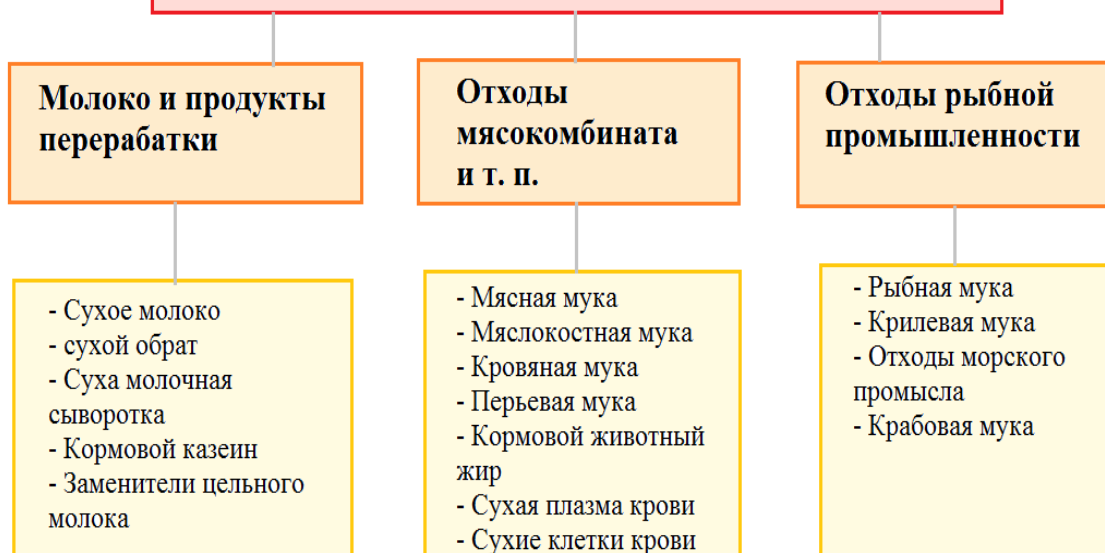 Молоко и продукты
перерабатки
Отходы
мясокомбината
и т. п.
Отходы рыбной
промышленности
- Сухое молоко
- сухой обрат
- Суха молочная
сыворотка
- Кормовой казеин
- Заменители цельного
молока
- Мясная мука
- Мяслокостная мука
- Кровяная мука
- Перьевая мука
- Кормовой животный
жир
- Сухая плазма крови
- Сухие клетки крови
- Рыбная мука
- Крилевая мука
- Отходы морского
промысла
- Крабовая мука